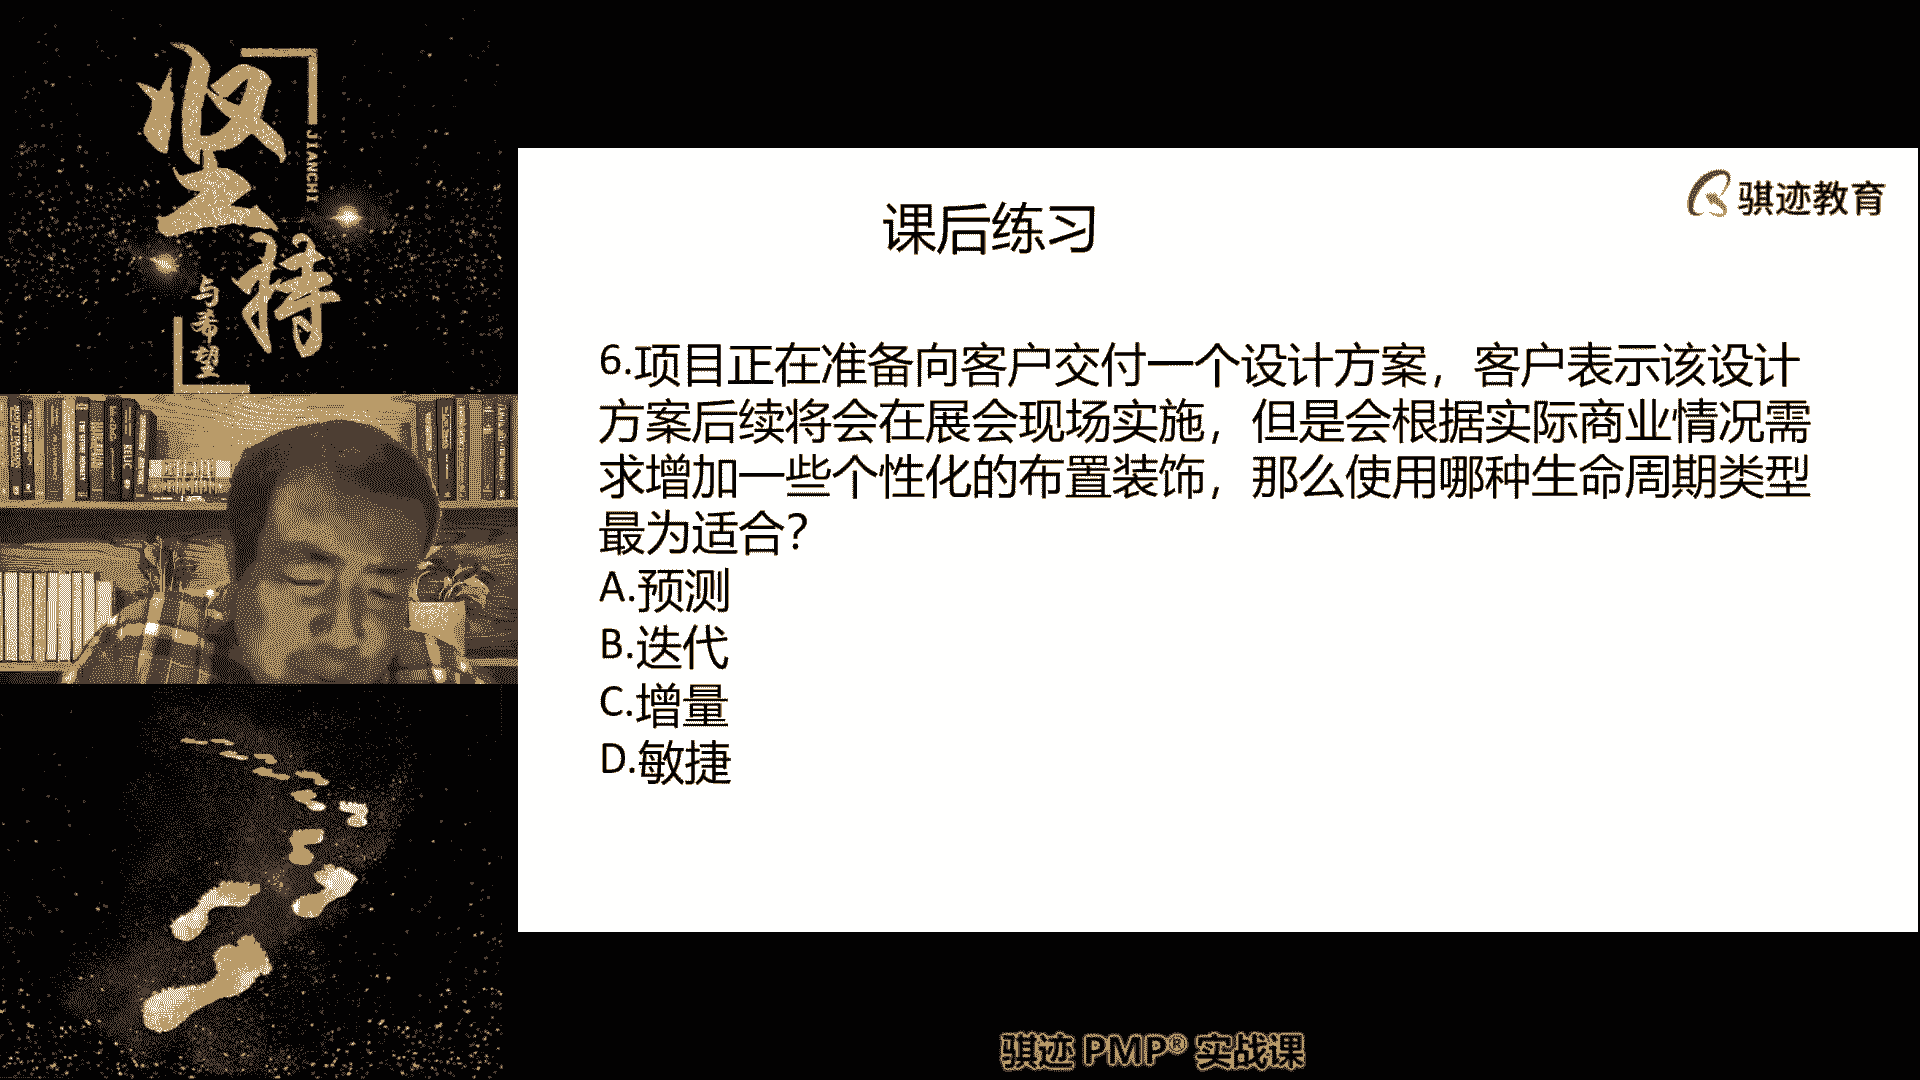 坚
持
JIANCHI
与希望
骐迹教育
课后练习
6.项目正在准备向客户交付一个设计方案，客户表示该设计
方案后续将会在展会现场实施，但是会根据实际商业情况需
求增加一些个性化的布置装饰，那么使用哪种生命周期类型
最为适合？
A.预测
B.迭代
C.增量
D.敏捷
骐迹 PMP® 实战课